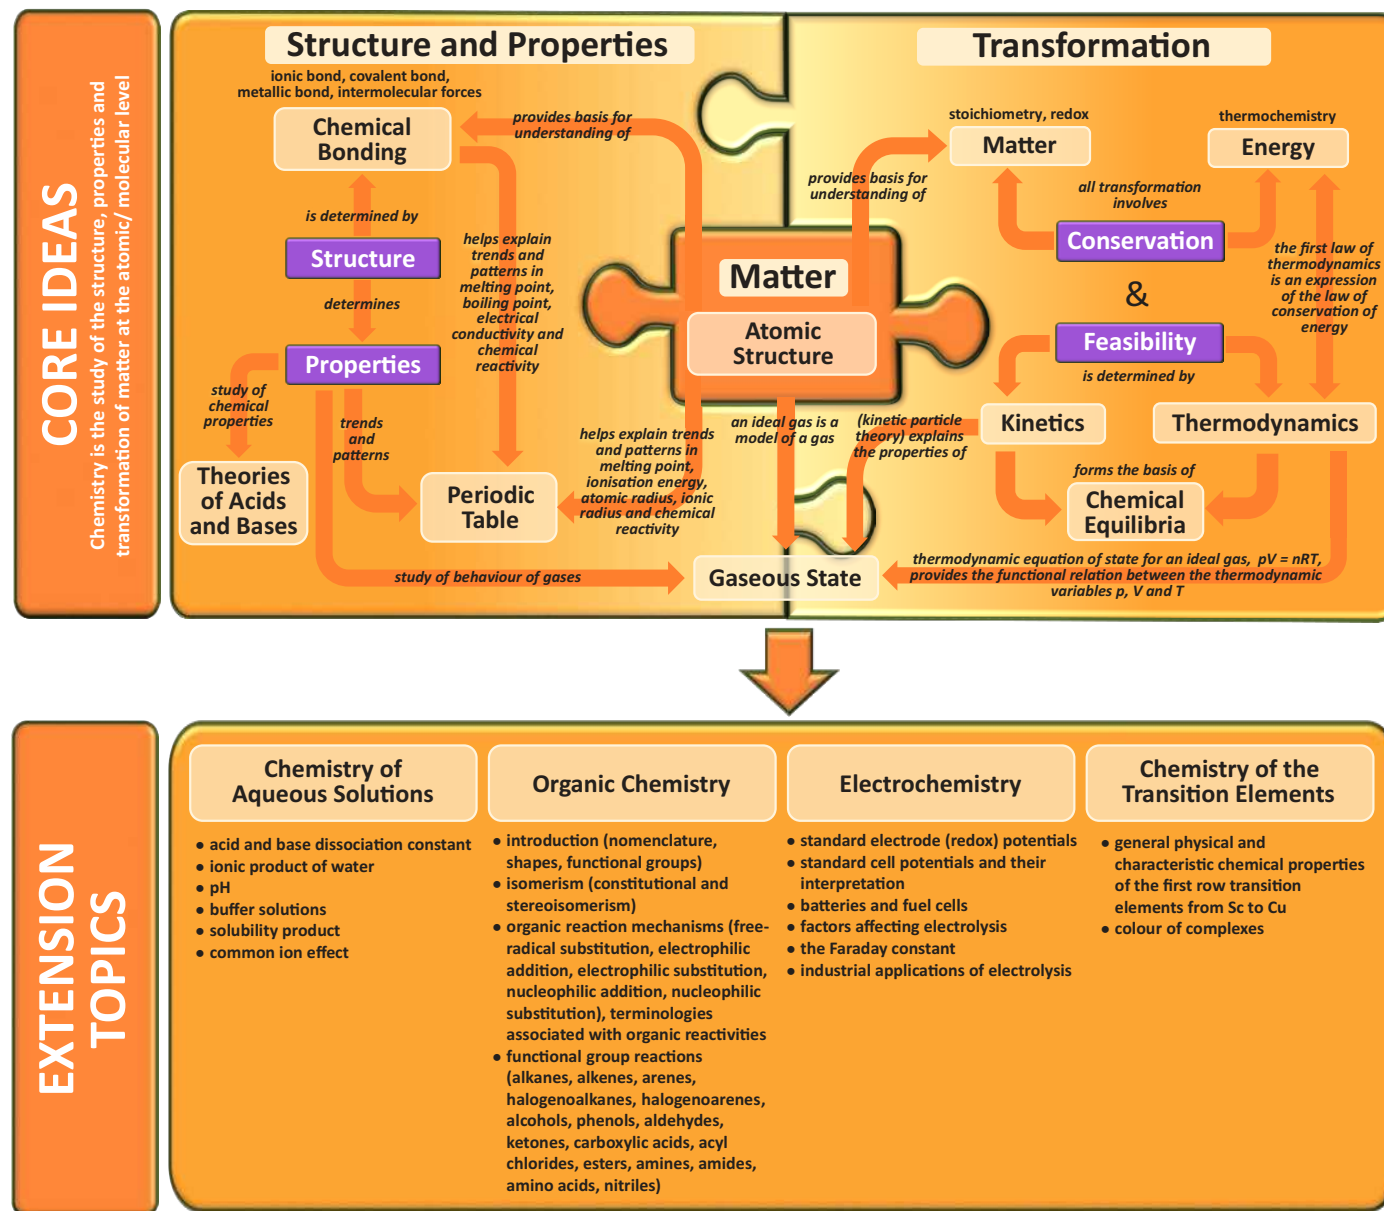 CORE IDEAS
Chemistry is the study of the structure, properties and
transformation of matter at the atomic/ molecular level
Structure and Properties
ionic bond, covalent bond,
metallic bond, intermolecular forces
Chemical
Bonding
provides basis for
understanding of
is determined by
Structure
determines
Properties
helps explain
trends and
patterns in
melting point,
boiling point,
electrical
conductivity and
chemical
reactivity
study of
chemical
properties
trends
and
patterns
Theories
of Acids
and Bases
Periodic
Table
helps explain trends
and patterns in
melting point,
ionisation energy,
atomic radius, ionic
radius and chemical
reactivity
study of behaviour of gases
Matter
Atomic
Structure
an ideal gas is a
model of a gas
Gaseous State
Transformation
stoichiometry, redox
Matter
thermochemistry
Energy
provides basis for
understanding of
all transformation
involves
Conservation
&
Feasibility
is determined by
the first law of
thermodynamics
is an expression
of the law of
conservation of
energy
(kinetic particle
theory) explains
the properties of
Kinetics
Thermodynamics
forms the basis of
Chemical
Equilibria
thermodynamic equation of state for an ideal gas, pV = nRT,
provides the functional relation between the thermodynamic
variables p, V and T
EXTENSION
TOPICS
Chemistry of
Aqueous Solutions
● acid and base dissociation constant
● ionic product of water
● pH
● buffer solutions
● solubility product
● common ion effect
Organic Chemistry
● introduction (nomenclature,
shapes, functional groups)
● isomerism (constitutional and
stereoisomerism)
● organic reaction mechanisms (free-
radical substitution, electrophilic
addition, electrophilic substitution,
nucleophilic addition, nucleophilic
substitution), terminologies
associated with organic reactivities
● functional group reactions
(alkanes, alkenes, arenes,
halogenoalkanes, halogenoarenes,
alcohols, phenols, aldehydes,
ketones, carboxylic acids, acyl
chlorides, esters, amines, amides,
amino acids, nitriles)
Electrochemistry
● standard electrode (redox) potentials
● standard cell potentials and their
interpretation
● batteries and fuel cells
● factors affecting electrolysis
● the Faraday constant
● industrial applications of electrolysis
Chemistry of the
Transition Elements
● general physical and
characteristic chemical properties
of the first row transition
elements from Sc to Cu
● colour of complexes